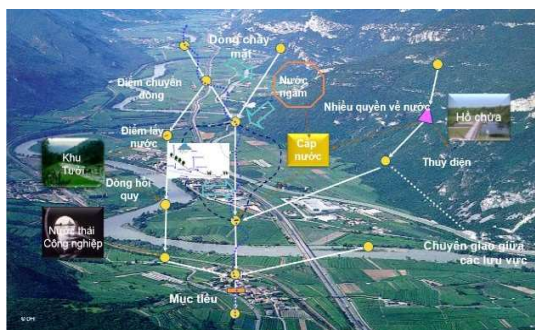 Dòng chảy
mặt
Điểm chuyển
dòng
Nước
ngầm
Nhiều quyền về nước
Hồ chứa
Điểm lấy
nước
Cấp
nước
Khu
Tưới
Thuỷ điện
Dòng hồi
quy
Nước thải
Công nghiệp
Chuyển giao giữa
các lưu vực
Mục tiêu
© DHI